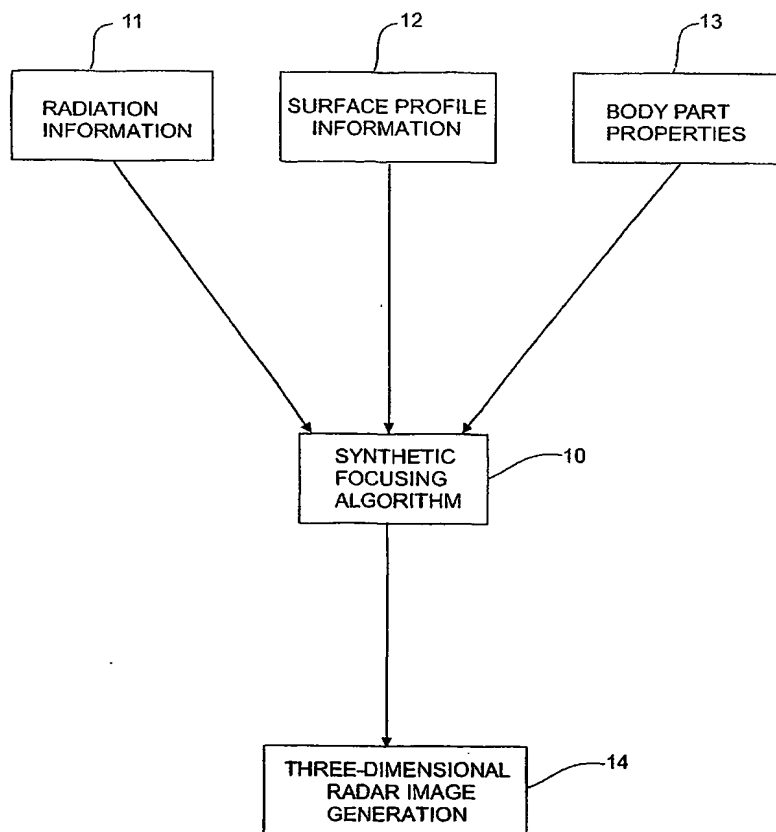 11
12
13
RADIATION
INFORMATION
SURFACE PROFILE
INFORMATION
BODY PART
PROPERTIES
SYNTHETIC
FOCUSING
ALGORITHM
10
THREE-DIMENSIONAL
RADAR IMAGE
GENERATION
14